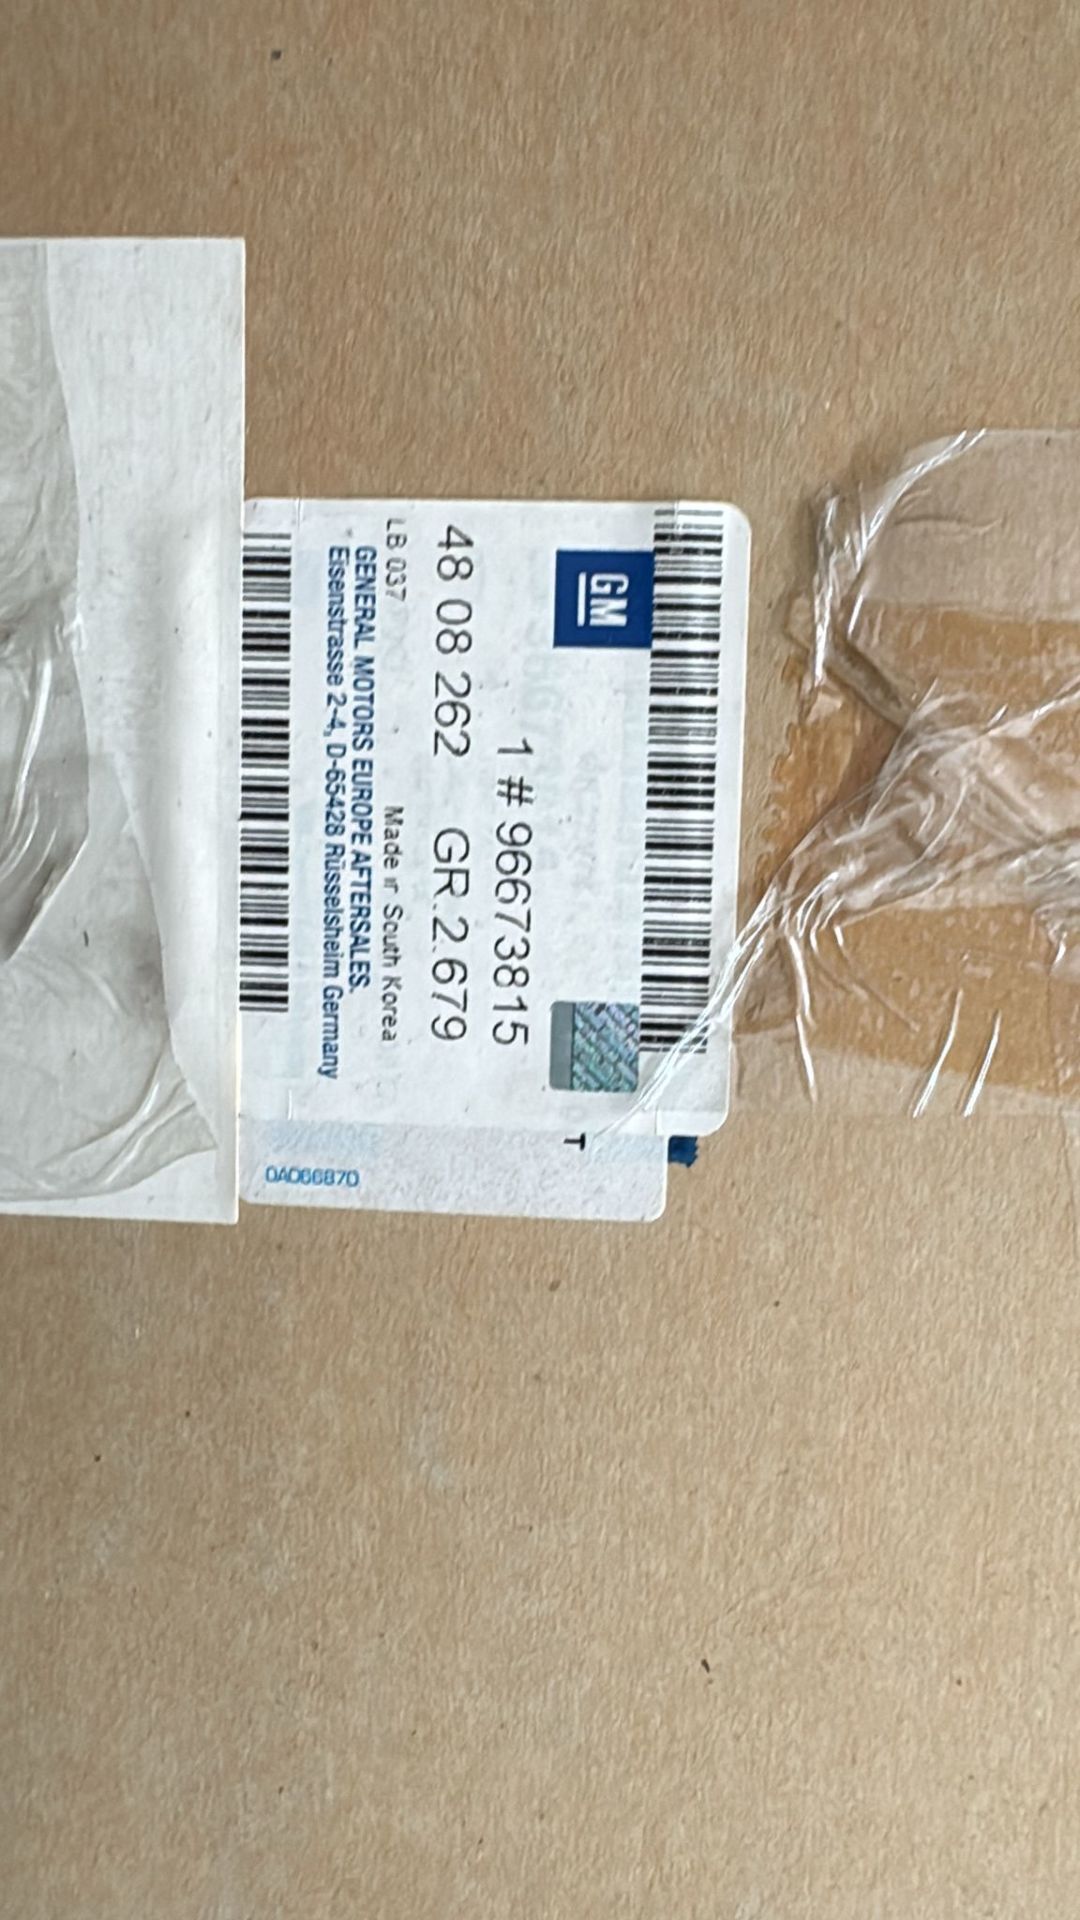 GM
1 # 96673815
48 08 262 GR.2.679
LB 037 Made in South Korea
GENERAL MOTORS EUROPE AFTERSALES.
Eisenstrasse 2-4, D-65428 Rüsselsheim Germany
T
0A066870